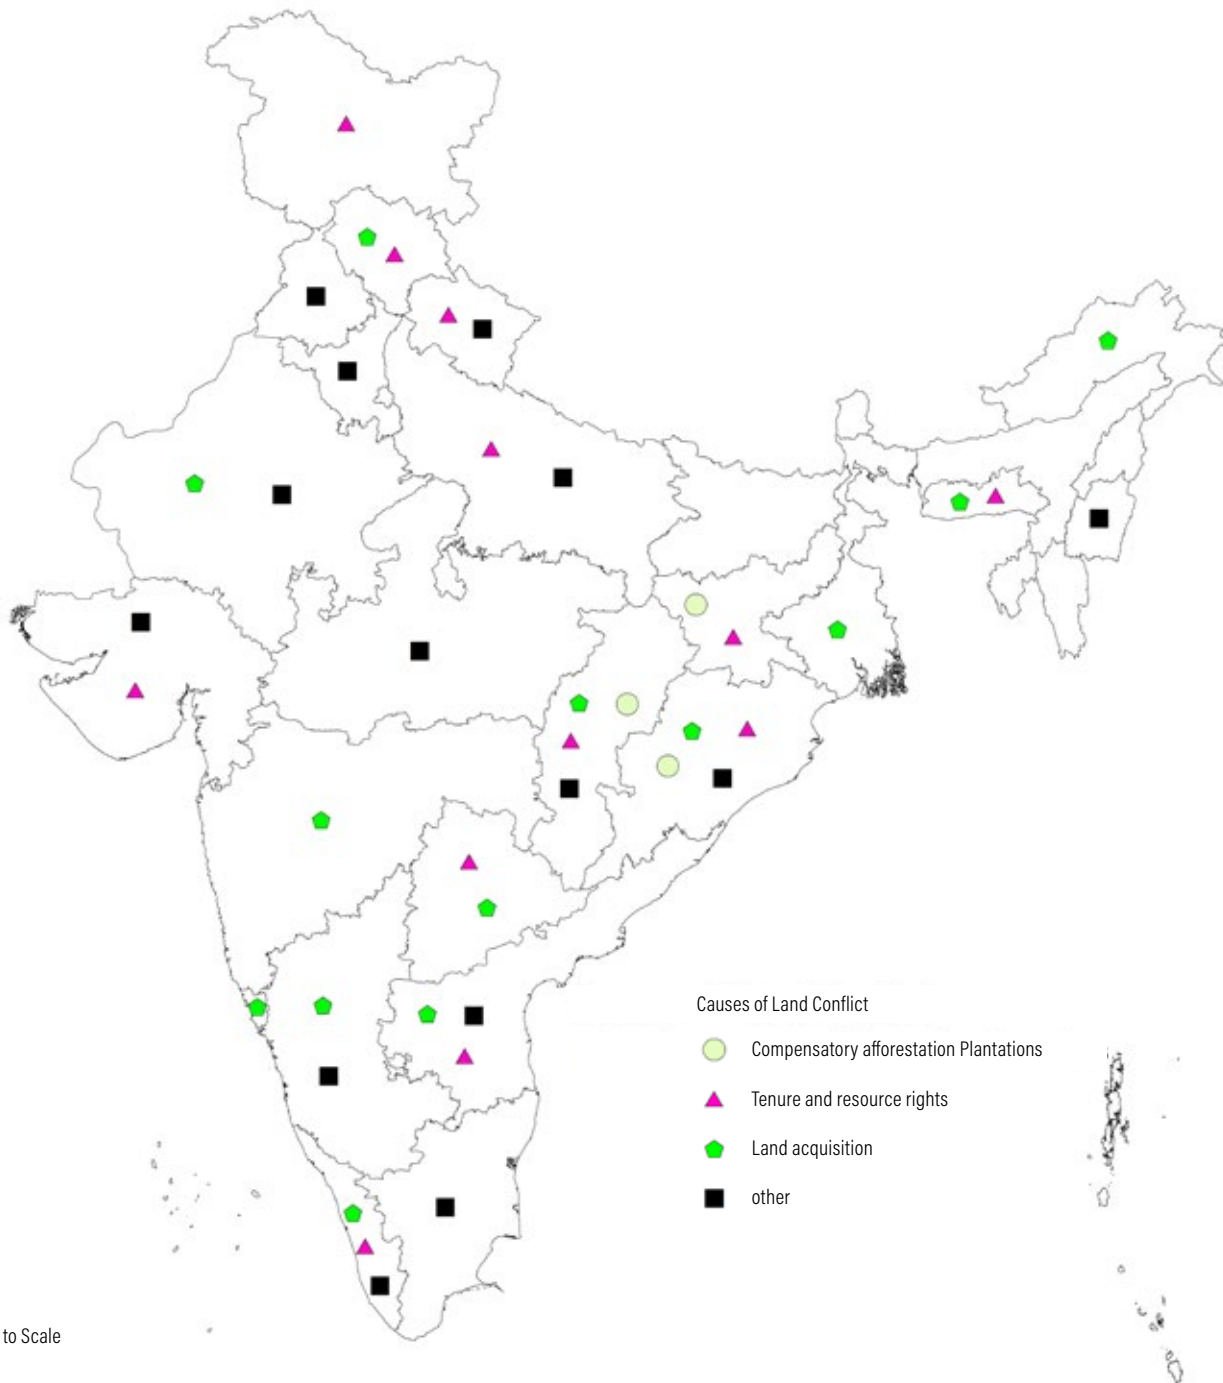 Causes of Land Conflict
Compensatory afforestation Plantations
Tenure and resource rights
Land acquisition
other
to Scale